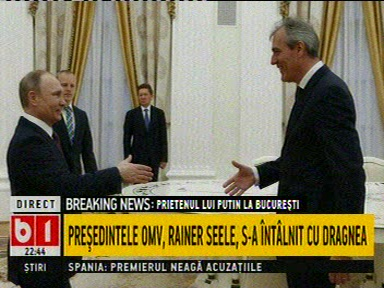 DIRECT
BREAKING NEWS: PRIETENUL LUI PUTIN LA BUCUREȘTI
b1
22:44
PREȘEDINTELE OMV, RAINER SEELE, S-A ÎNTÂLNIT CU DRAGNEA
ȘTIRI
SPANIA: PREMIERUL NEAGĂ ACUZAȚIILE